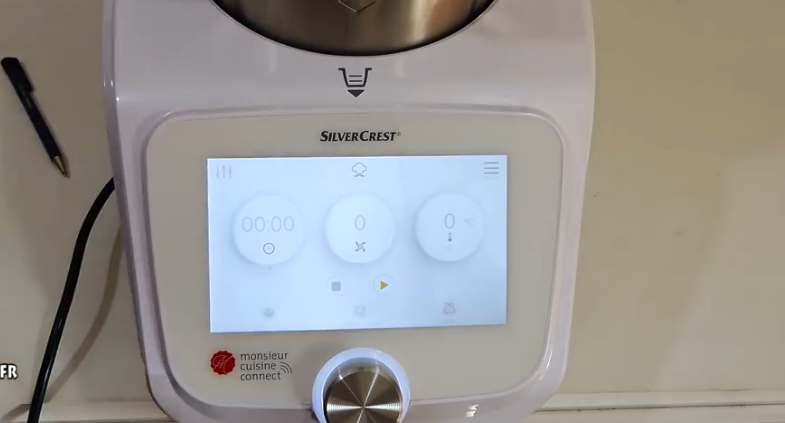 SILVERCREST®
00:00
0
0 °C
monsieur
cuisine
connect
FR